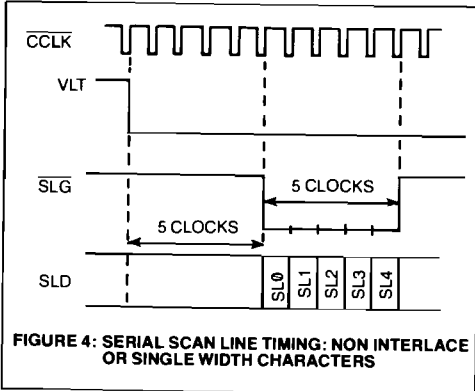 CCLK
VLT
SLG
5 CLOCKS
5 CLOCKS
SLD
SL0 SL1 SL2 SL3 SL4
FIGURE 4: SERIAL SCAN LINE TIMING: NON INTERLACE
OR SINGLE WIDTH CHARACTERS